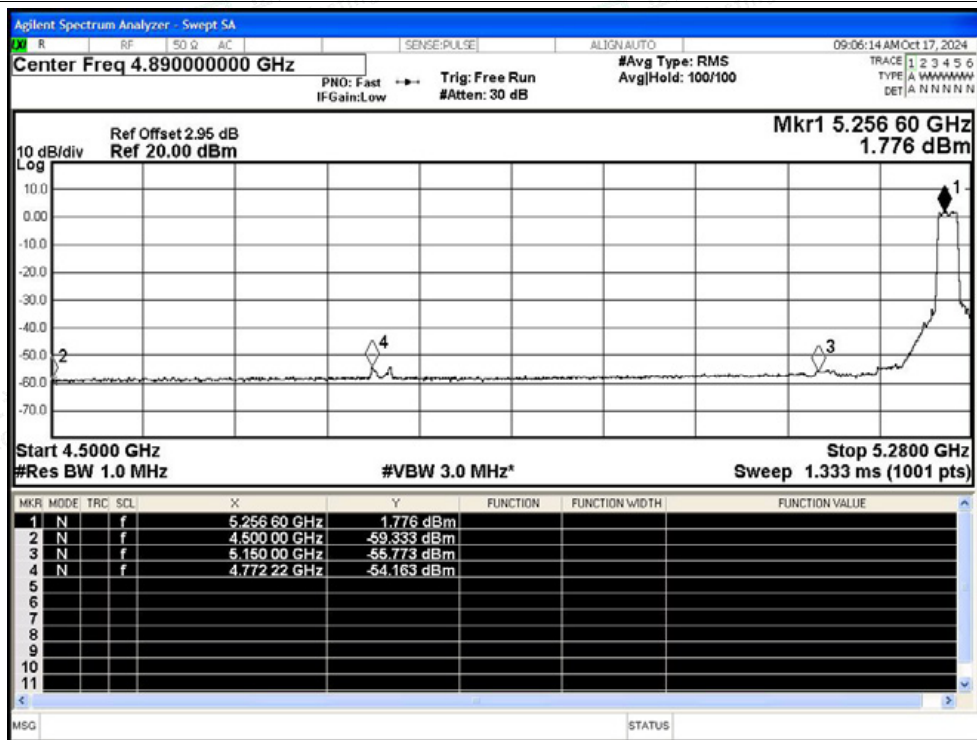 Agilent Spectrum Analyzer - Swept SA
LXI R RF 50 Ω AC SENSE:PULSE ALIGN AUTO 09:06:14 AM Oct 17, 2024
Center Freq 4.890000000 GHz
PNO: Fast
IFGain:Low
Trig: Free Run
#Atten: 30 dB
#Avg Type: RMS
Avg|Hold: 100/100
TRACE 1 2 3 4 5 6
TYPE A WWWWW
DET A N N N N N
Ref Offset 2.95 dB
10 dB/div Ref 20.00 dBm
Log
Mkr1 5.256 60 GHz
1.776 dBm
10.0
0.00
-10.0
-20.0
-30.0
-40.0
-50.0
-60.0
-70.0
1
2
4
3
Start 4.5000 GHz Stop 5.2800 GHz
#Res BW 1.0 MHz #VBW 3.0 MHz* Sweep 1.333 ms (1001 pts)
MKR MODE TRC SCL X Y FUNCTION FUNCTION WIDTH FUNCTION VALUE
1 N f 5.256 60 GHz 1.776 dBm
2 N f 4.500 00 GHz -59.333 dBm
3 N f 5.150 00 GHz -55.773 dBm
4 N f 4.772 22 GHz -54.163 dBm
5
6
7
8
9
10
11
MSG STATUS